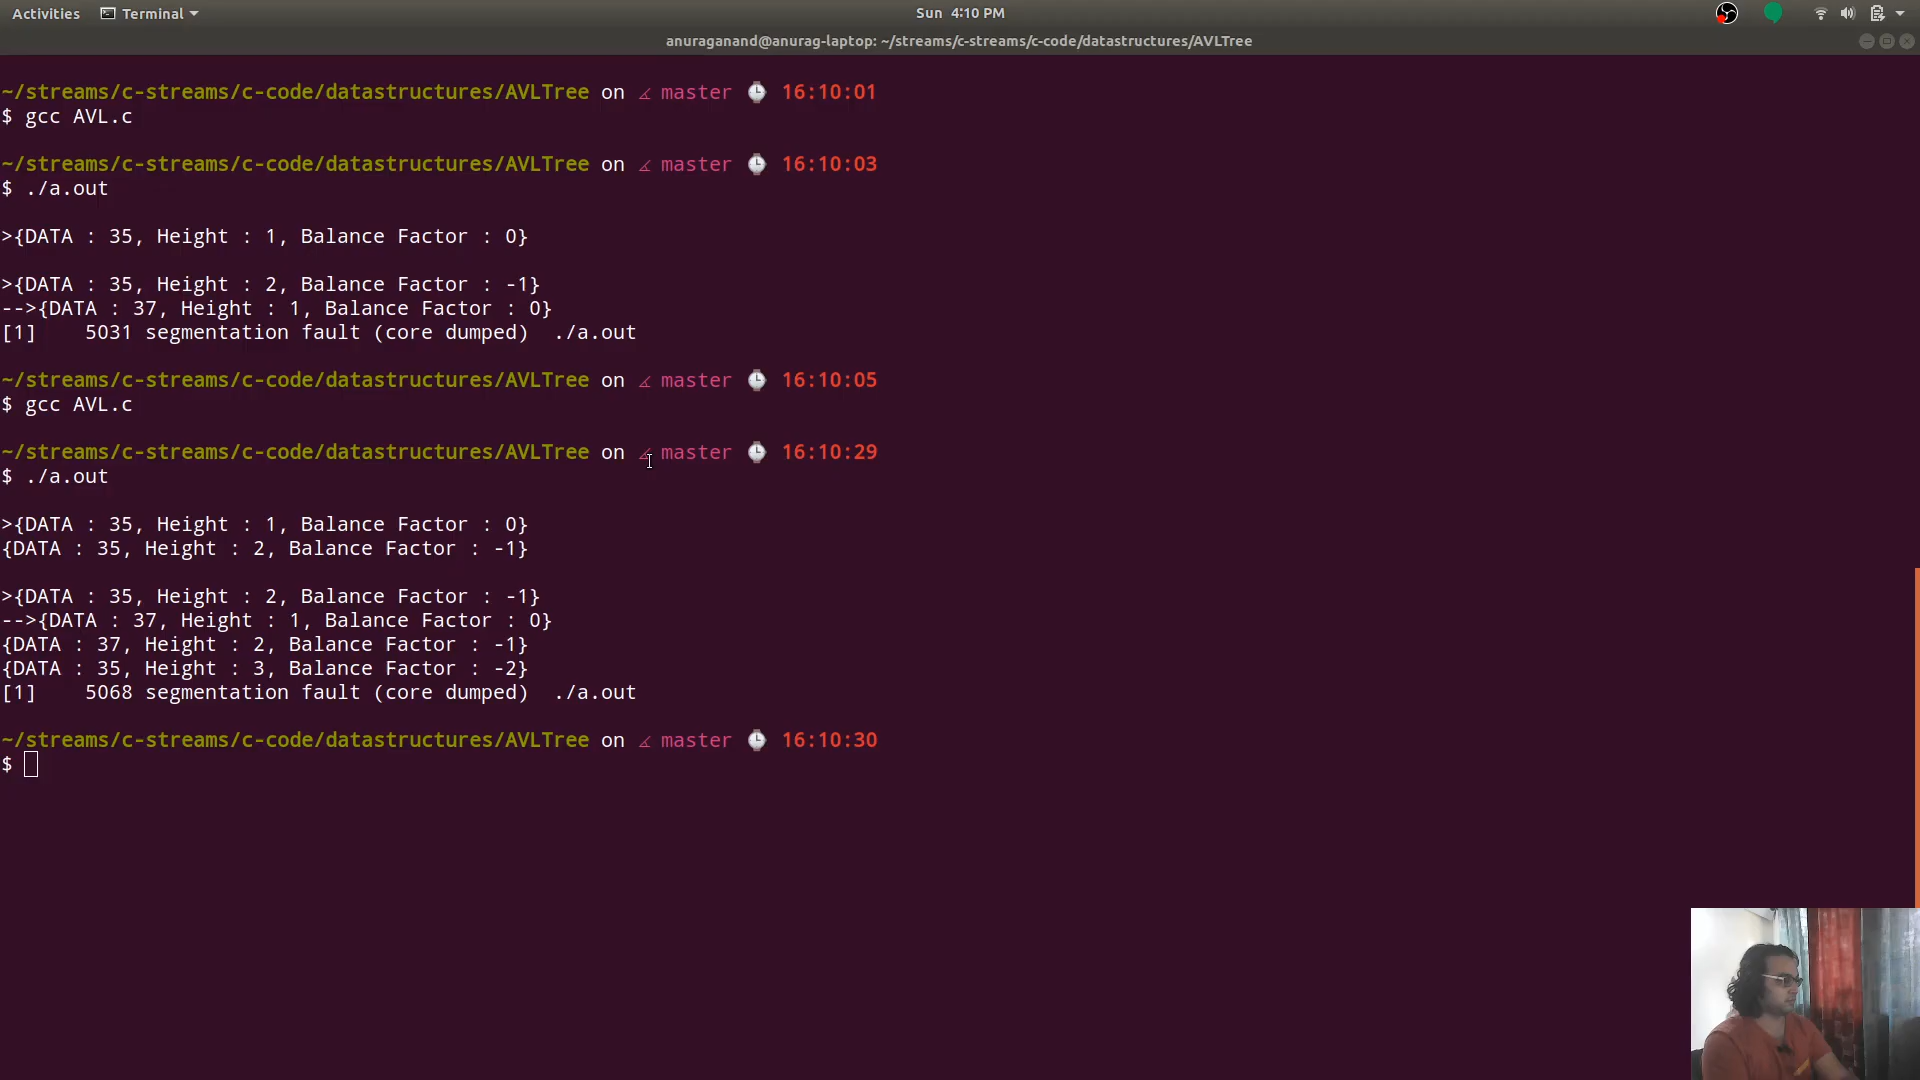 Activities Terminal Sun 4:10 PM
anuraganand@anurag-laptop: ~/streams/c-streams/c-code/datastructures/AVLTree
~/streams/c-streams/c-code/datastructures/AVLTree on master 16:10:01
$ gcc AVL.c
~/streams/c-streams/c-code/datastructures/AVLTree on master 16:10:03
$ ./a.out
>{DATA : 35, Height : 1, Balance Factor : 0}
>{DATA : 35, Height : 2, Balance Factor : -1}
-->{DATA : 37, Height : 1, Balance Factor : 0}
[1]    5031 segmentation fault (core dumped)  ./a.out
~/streams/c-streams/c-code/datastructures/AVLTree on master 16:10:05
$ gcc AVL.c
~/streams/c-streams/c-code/datastructures/AVLTree on master 16:10:29
$ ./a.out
>{DATA : 35, Height : 1, Balance Factor : 0}
{DATA : 35, Height : 2, Balance Factor : -1}
>{DATA : 35, Height : 2, Balance Factor : -1}
-->{DATA : 37, Height : 1, Balance Factor : 0}
{DATA : 37, Height : 2, Balance Factor : -1}
{DATA : 35, Height : 3, Balance Factor : -2}
[1]    5068 segmentation fault (core dumped)  ./a.out
~/streams/c-streams/c-code/datastructures/AVLTree on master 16:10:30
$